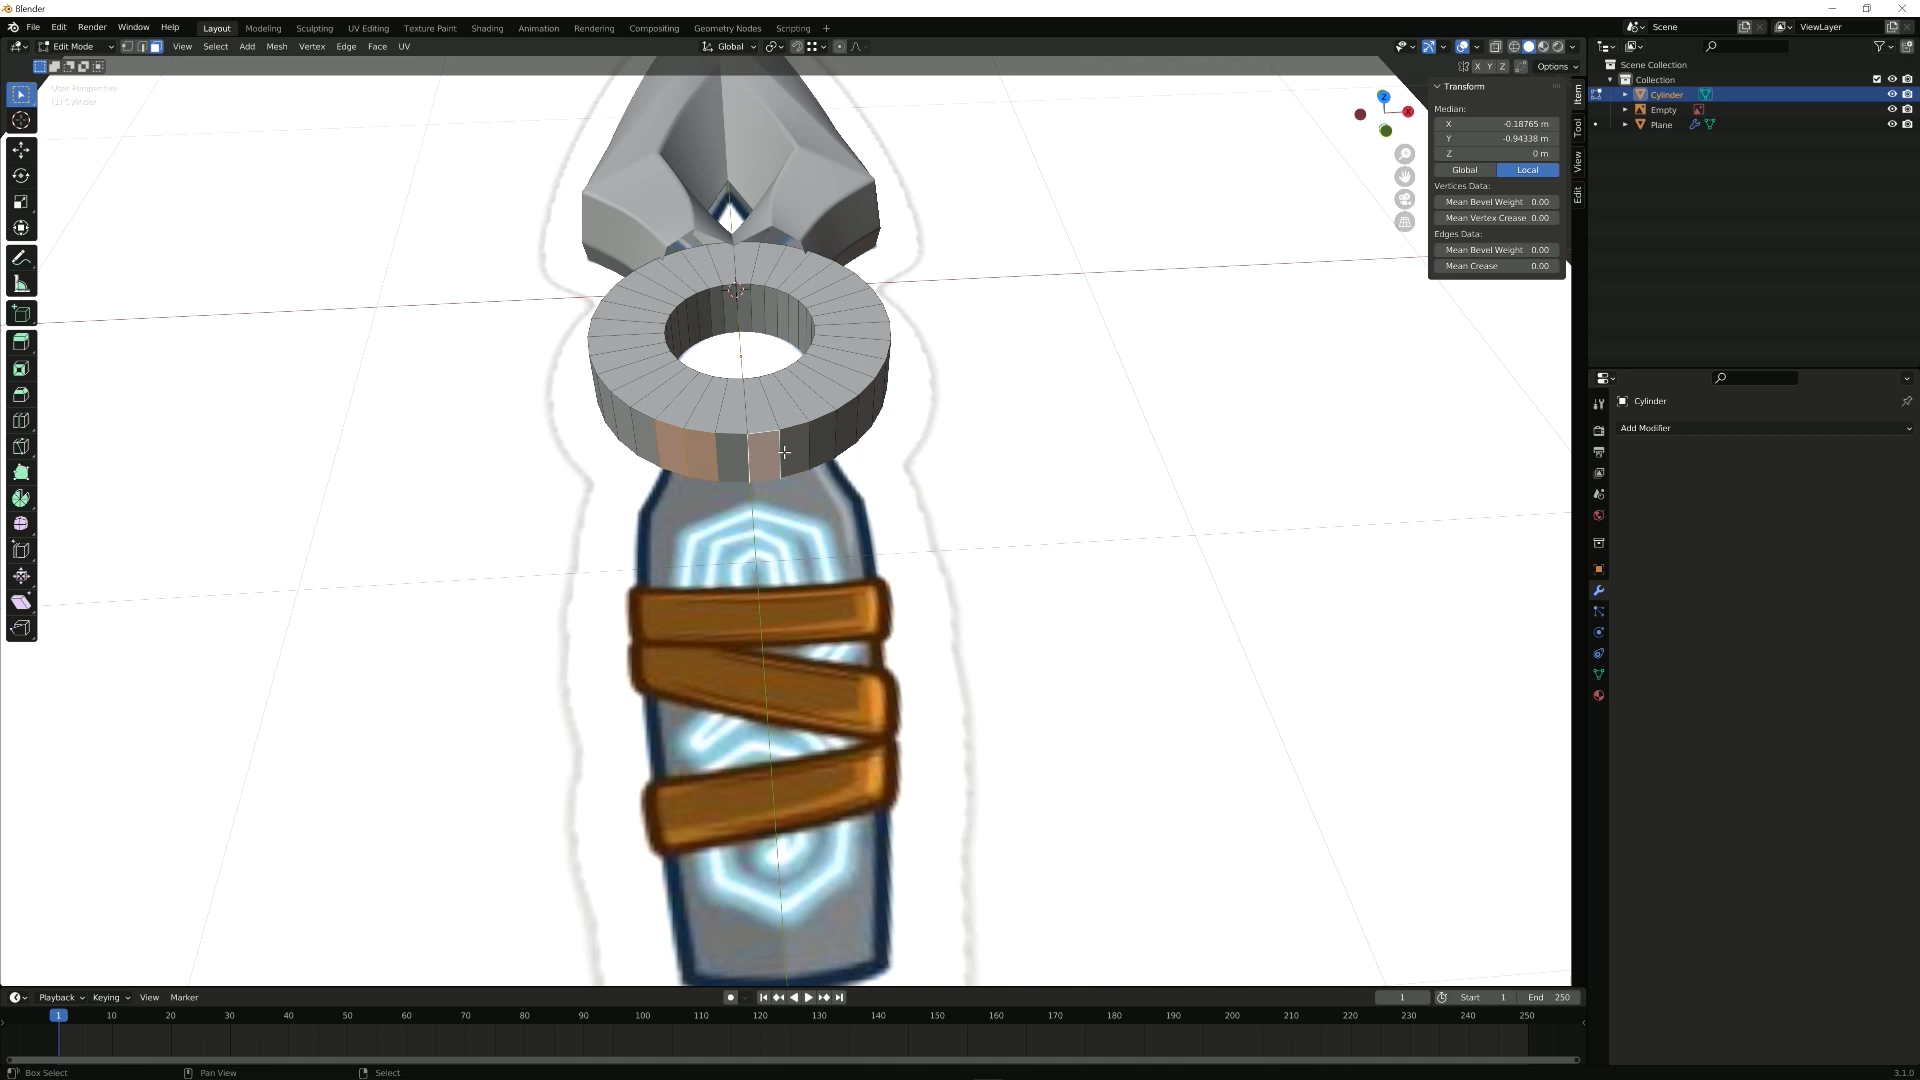 Blender
File Edit Render Window Help Layout Modeling Sculpting UV Editing Texture Paint Shading Animation Rendering Compositing Geometry Nodes Scripting + Scene ViewLayer
Edit Mode View Select Add Mesh Vertex Edge Face UV Global
X Y Z Options
User Perspective
(1) Cylinder
Transform
Median:
X -0.18765 m
Y -0.94338 m
Z 0 m
Global Local
Vertices Data:
Mean Bevel Weight 0.00
Mean Vertex Crease 0.00
Edges Data:
Mean Bevel Weight 0.00
Mean Crease 0.00
Item
Tool
View
Edit
Z
X
Scene Collection
Collection
Cylinder
Empty
Plane
Cylinder
Add Modifier
Playback Keying View Marker 1 Start 1 End 250
1 10 20 30 40 50 60 70 80 90 100 110 120 130 140 150 160 170 180 190 200 210 220 230 240 250
Box Select Pan View Select 3.1.0